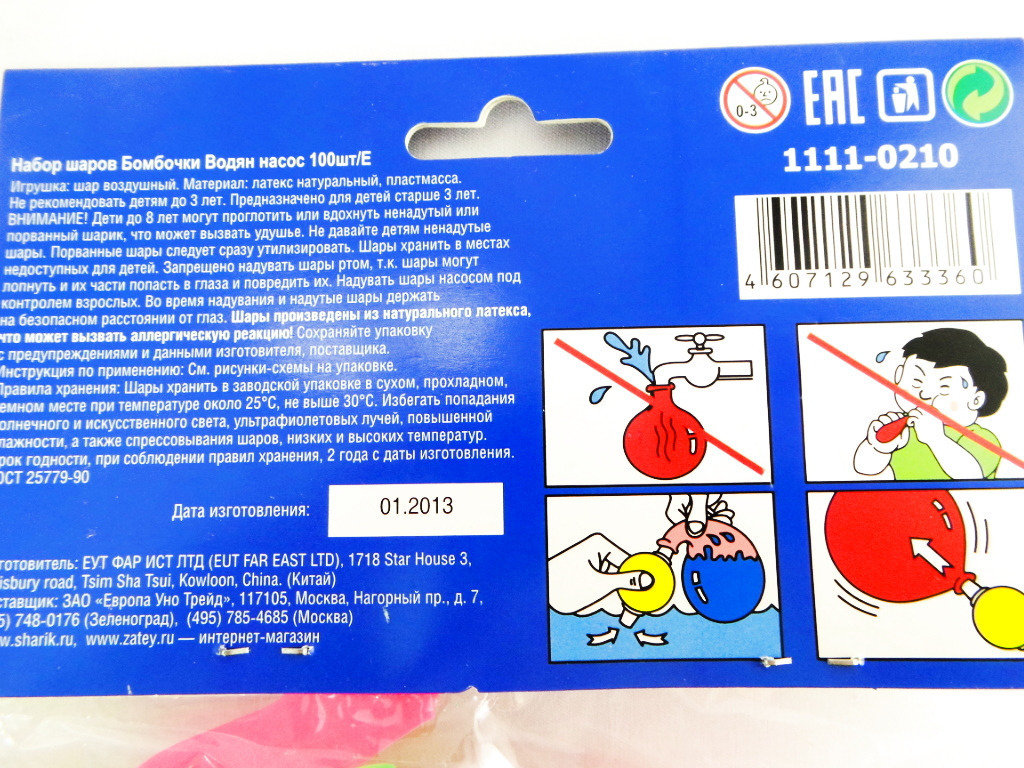 0-3
EAC
1111-0210
Набор шаров Бомбочки Водян насос 100шт/Е
Игрушка: шар воздушный. Материал: латекс натуральный, пластмасса.
Не рекомендовать детям до 3 лет. Предназначено для детей старше 3 лет.
ВНИМАНИЕ! Дети до 8 лет могут проглотить или вдохнуть ненадутый или
порванный шарик, что может вызвать удушье. Не давайте детям ненадутые
шары. Порванные шары следует сразу утилизировать. Шары хранить в местах
недоступных для детей. Запрещено надувать шары ртом, т.к. шары могут
лопнуть и их части попасть в глаза и повредить их. Надувать шары насосом под
контролем взрослых. Во время надувания и надутые шары держать
на безопасном расстоянии от глаз. Шары произведены из натурального латекса,
что может вызвать аллергическую реакцию! Сохраняйте упаковку
с предупреждениями и данными изготовителя, поставщика.
Инструкция по применению: См. рисунки-схемы на упаковке.
Правила хранения: Шары хранить в заводской упаковке в сухом, прохладном,
емном месте при температуре около 25°C, не выше 30°C. Избегать попадания
олнечного и искусственного света, ультрафиолетовых лучей, повышенной
лажности, а также спрессовывания шаров, низких и высоких температур.
рок годности, при соблюдении правил хранения, 2 года с даты изготовления.
ОСТ 25779-90
Дата изготовления: 01.2013
готовитель: ЕУТ ФАР ИСТ ЛТД (EUT FAR EAST LTD), 1718 Star House 3,
isbury road, Tsim Sha Tsui, Kowloon, China. (Китай)
ставщик: ЗАО «Европа Уно Трейд», 117105, Москва, Нагорный пр., д. 7,
5) 748-0176 (Зеленоград), (495) 785-4685 (Москва)
w.sharik.ru, www.zatey.ru — интернет-магазин
4 607129 633360